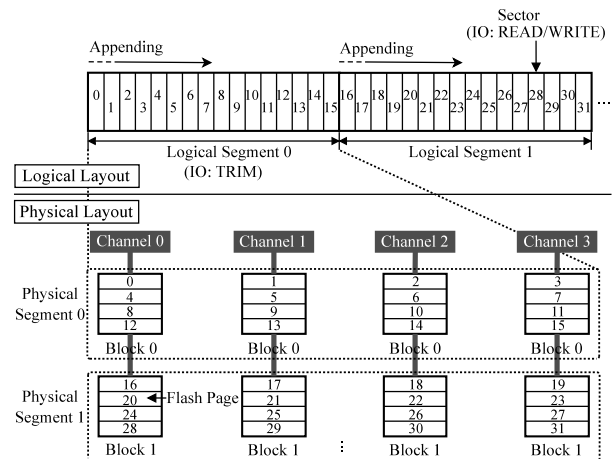 Sector
(IO: READ/WRITE)
Appending
Appending
0 1 2 3 4 5 6 7 8 9 10 11 12 13 14 15 16 17 18 19 20 21 22 23 24 25 26 27 28 29 30 31 ...
Logical Segment 0
(IO: TRIM)
Logical Segment 1
Logical Layout
Physical Layout
Channel 0 Channel 1 Channel 2 Channel 3
Physical
Segment 0
0 1 2 3
4 5 6 7
8 9 10 11
12 13 14 15
Block 0 Block 0 Block 0 Block 0
Physical
Segment 1
16 17 18 19
20 Flash Page 21 22 23
24 25 26 27
28 29 30 31
Block 1 Block 1 ⋮ Block 1 Block 1